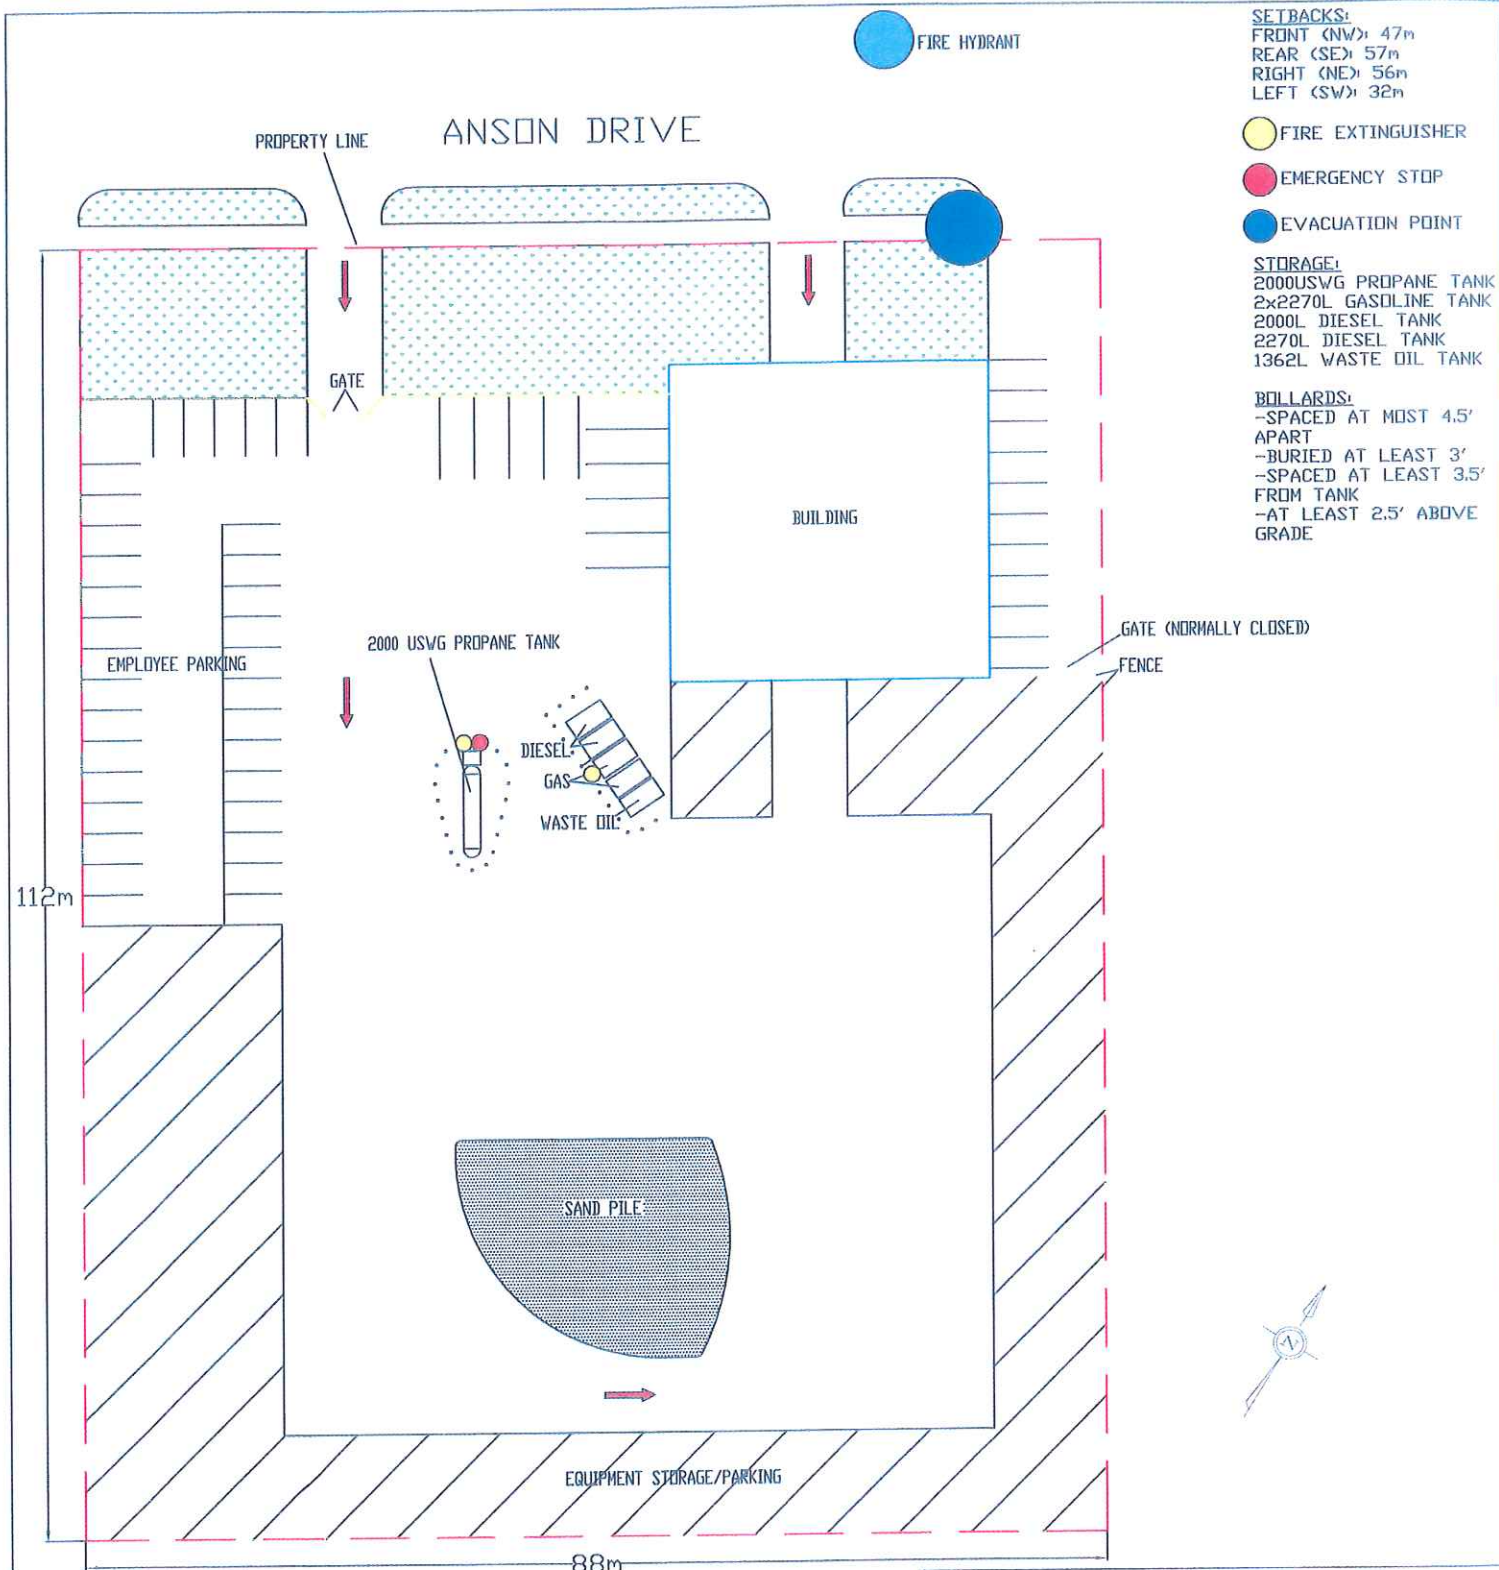 FIRE HYDRANT
SETBACKS:
FRONT (NW): 47m
REAR (SE): 57m
RIGHT (NE): 56m
LEFT (SW): 32m
FIRE EXTINGUISHER
EMERGENCY STOP
EVACUATION POINT
STORAGE:
2000USWG PROPANE TANK
2x2270L GASOLINE TANK
2000L DIESEL TANK
2270L DIESEL TANK
1362L WASTE OIL TANK
BOLLARDS:
-SPACED AT MOST 4.5'
APART
-BURIED AT LEAST 3'
-SPACED AT LEAST 3.5'
FROM TANK
-AT LEAST 2.5' ABOVE
GRADE
ANSON DRIVE
PROPERTY LINE
GATE
BUILDING
2000 USWG PROPANE TANK
EMPLOYEE PARKING
GATE (NORMALLY CLOSED)
FENCE
DIESEL
GAS
WASTE OIL
112m
SAND PILE
N
EQUIPMENT STORAGE/PARKING
88m